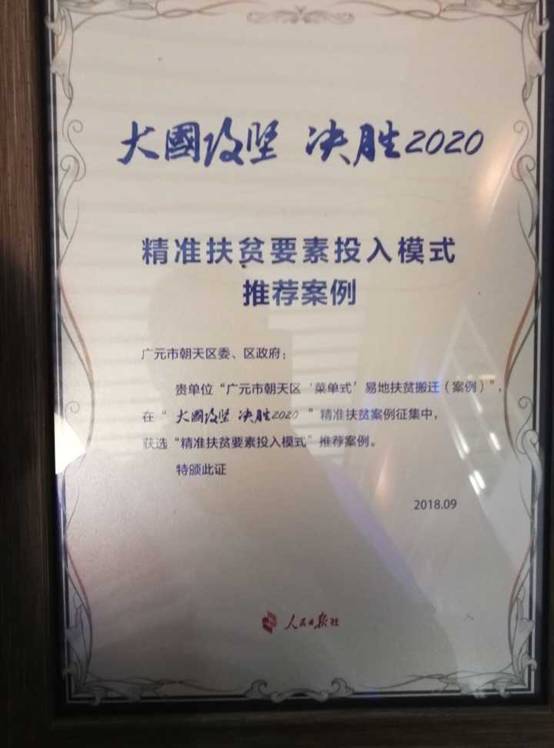 大國攻坚 决胜2020
精准扶贫要素投入模式
推荐案例
广元市朝天区委、区政府：
贵单位“广元市朝天区‘菜单式’易地扶贫搬迁（案例）”，
在“大國攻坚 决胜2020”精准扶贫案例征集中，
获选“精准扶贫要素投入模式”推荐案例。
特颁此证
2018.09
人民日报社